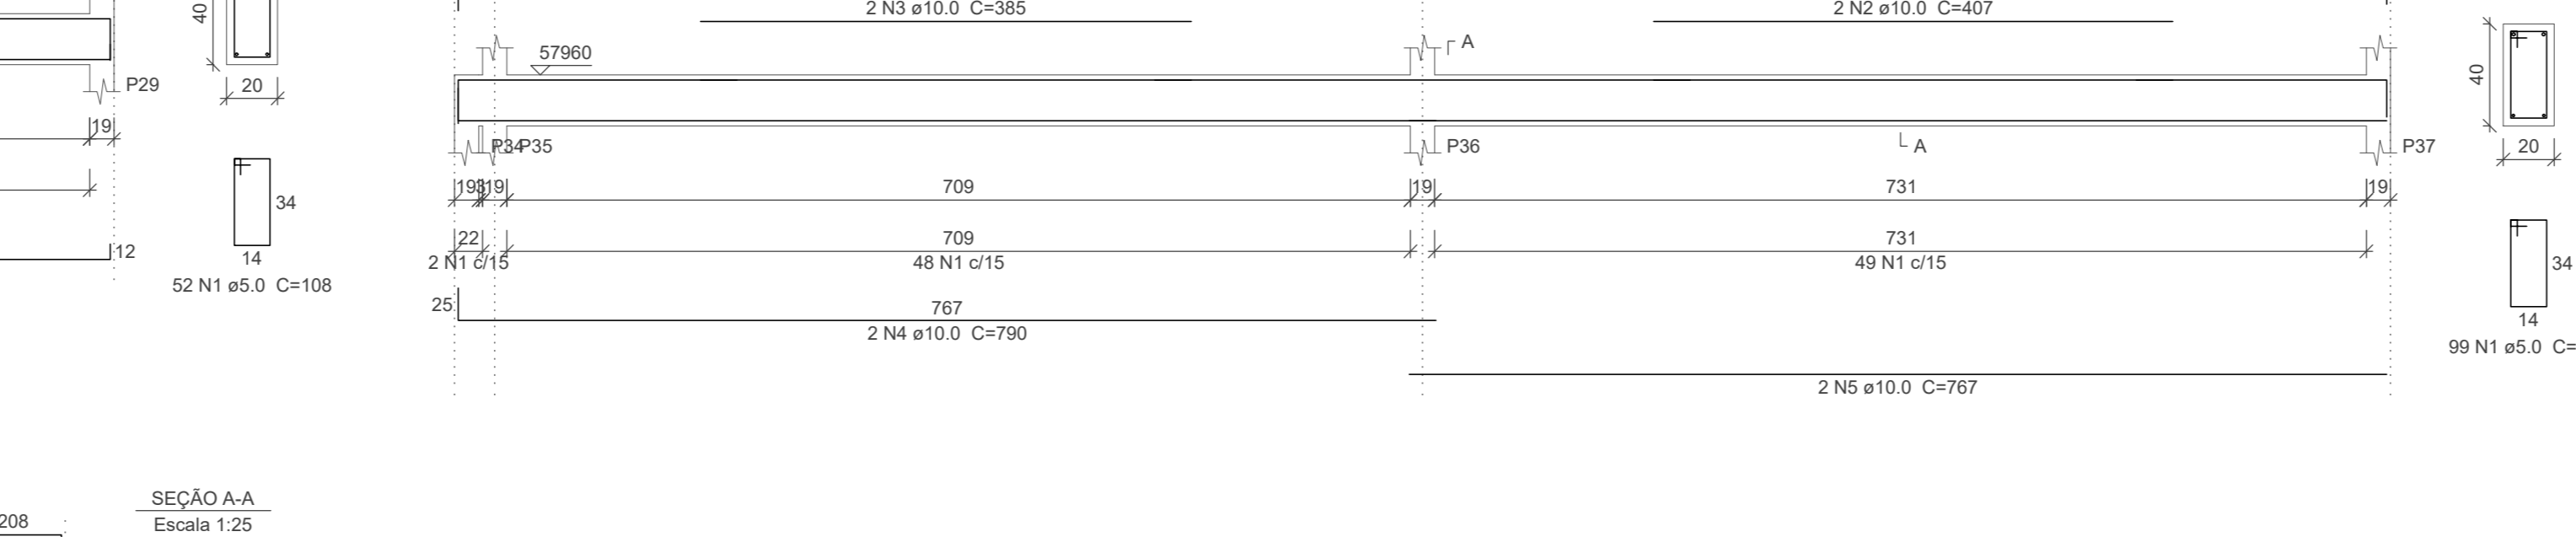 40
2 N3 ø10.0 C=385
2 N2 ø10.0 C=407
57960
A
P29
20
40
19
P34
P35
P36
A
P37
20
19
3
19
709
19
731
19
34
12
14
52 N1 ø5.0 C=108
22
709
731
2 N1 c/15
48 N1 c/15
49 N1 c/15
34
14
99 N1 ø5.0 C=
25
767
2 N4 ø10.0 C=790
2 N5 ø10.0 C=767
SEÇÃO A-A
Escala 1:25
208